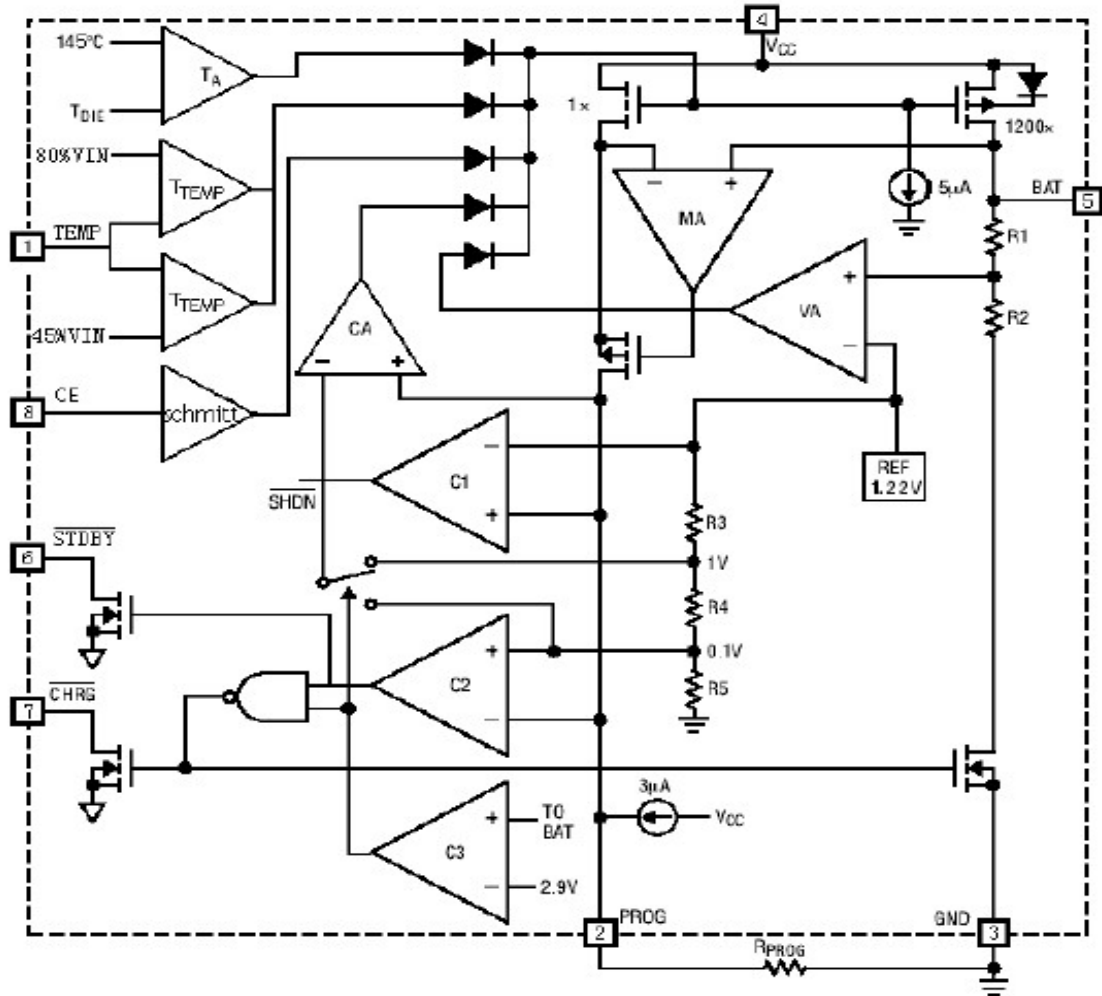 4
145°C
VCC
TA
TDIE
1×
1200×
80%VIN
TTEMP
− +
5µA
BAT
5
MA
1
TEMP
R1
+
VA
TTEMP
R2
CA
45%VIN
− +
−
CE
8
schmitt
−
REF
1.22V
C1
SHDN
+
R3
STDBY
6
1V
R4
+
0.1V
C2
CHRG
R5
7
−
3µA
+
TO
BAT
VCC
C3
−
2.9V
PROG
GND
2
3
RPROG